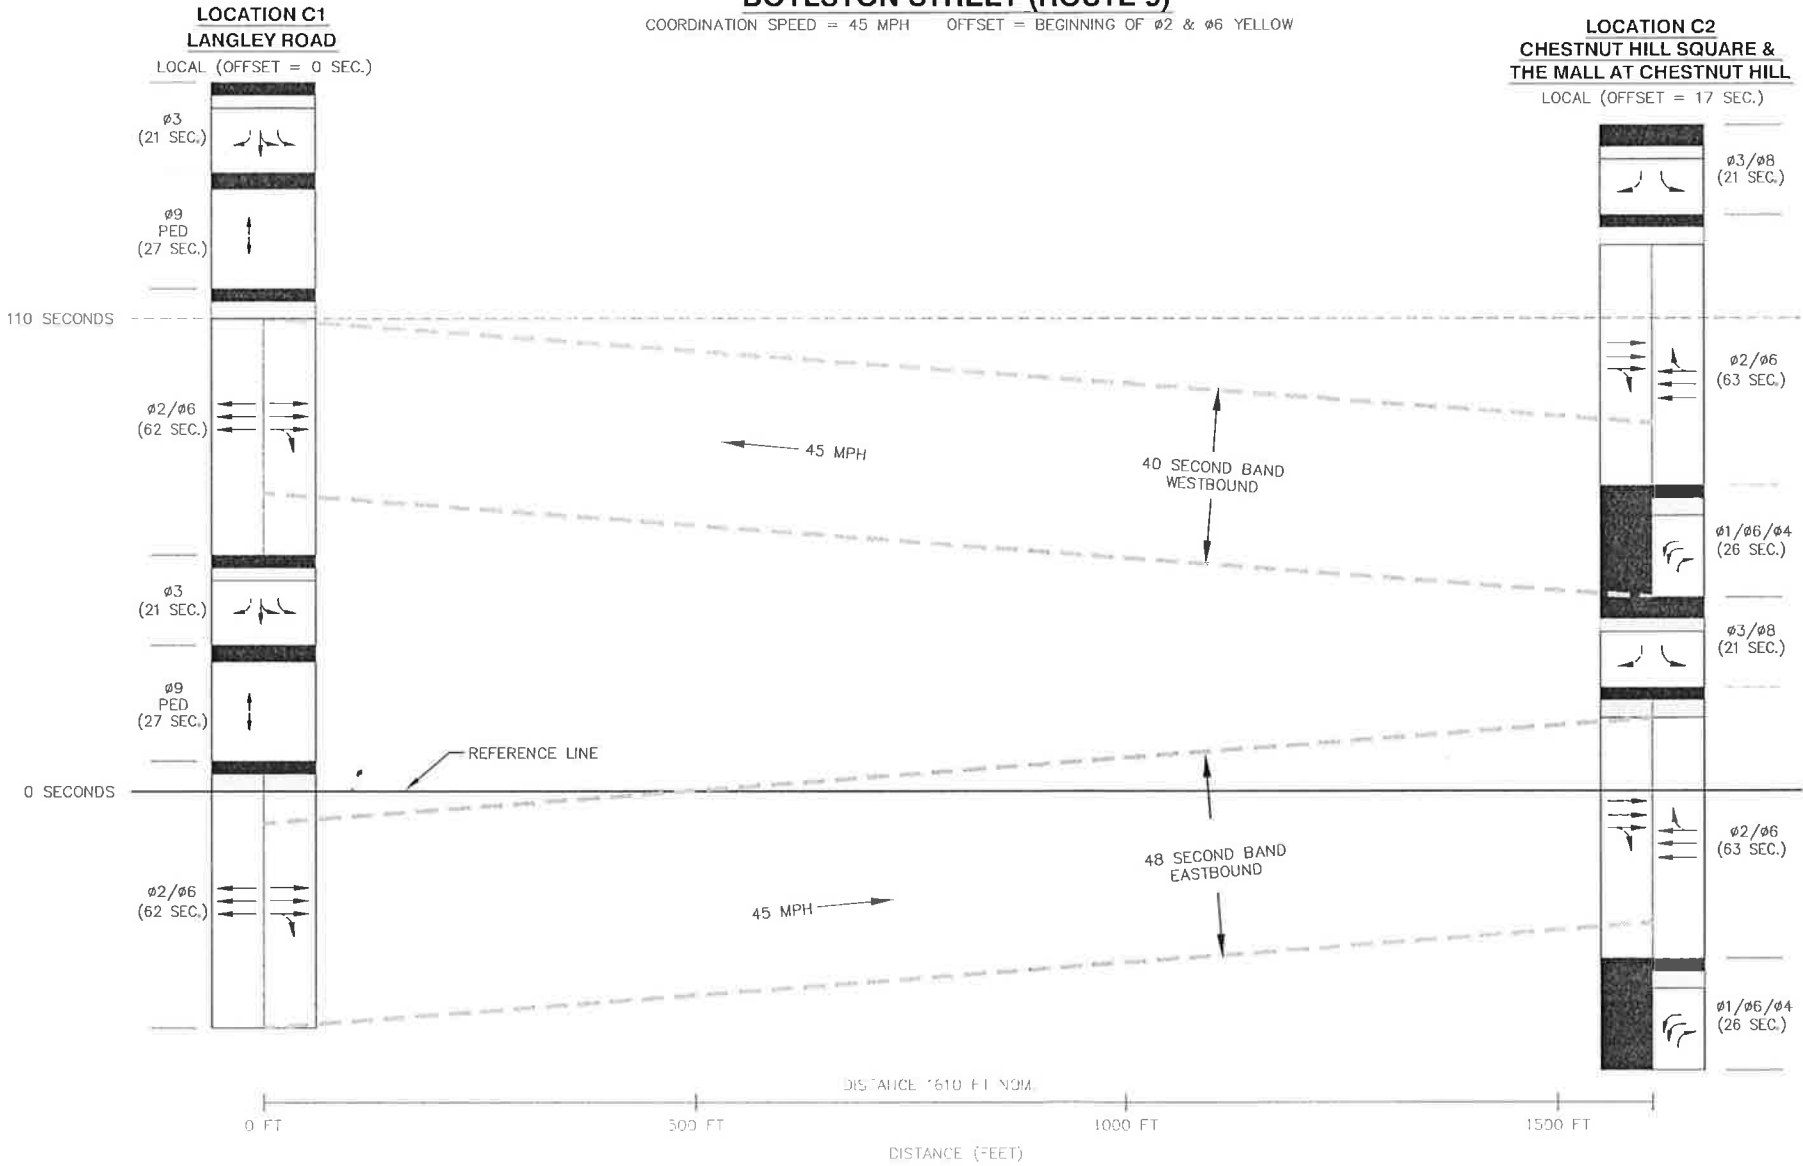 BOYLSTON STREET (ROUTE 9)
COORDINATION SPEED = 45 MPH OFFSET = BEGINNING OF ø2 & ø6 YELLOW
LOCATION C1
LANGLEY ROAD
LOCAL (OFFSET = 0 SEC.)
LOCATION C2
CHESTNUT HILL SQUARE &
THE MALL AT CHESTNUT HILL
LOCAL (OFFSET = 17 SEC.)
ø3
(21 SEC.)
ø9
PED
(27 SEC.)
110 SECONDS
ø2/ø6
(62 SEC.)
ø3
(21 SEC.)
ø9
PED
(27 SEC.)
0 SECONDS
ø2/ø6
(62 SEC.)
45 MPH
40 SECOND BAND
WESTBOUND
REFERENCE LINE
48 SECOND BAND
EASTBOUND
45 MPH
ø3/ø8
(21 SEC.)
ø2/ø6
(63 SEC.)
ø1/ø6/ø4
(26 SEC.)
ø3/ø8
(21 SEC.)
ø2/ø6
(63 SEC.)
ø1/ø6/ø4
(26 SEC.)
DISTANCE 1610 FT NOM.
0 FT
500 FT
1000 FT
1500 FT
DISTANCE (FEET)